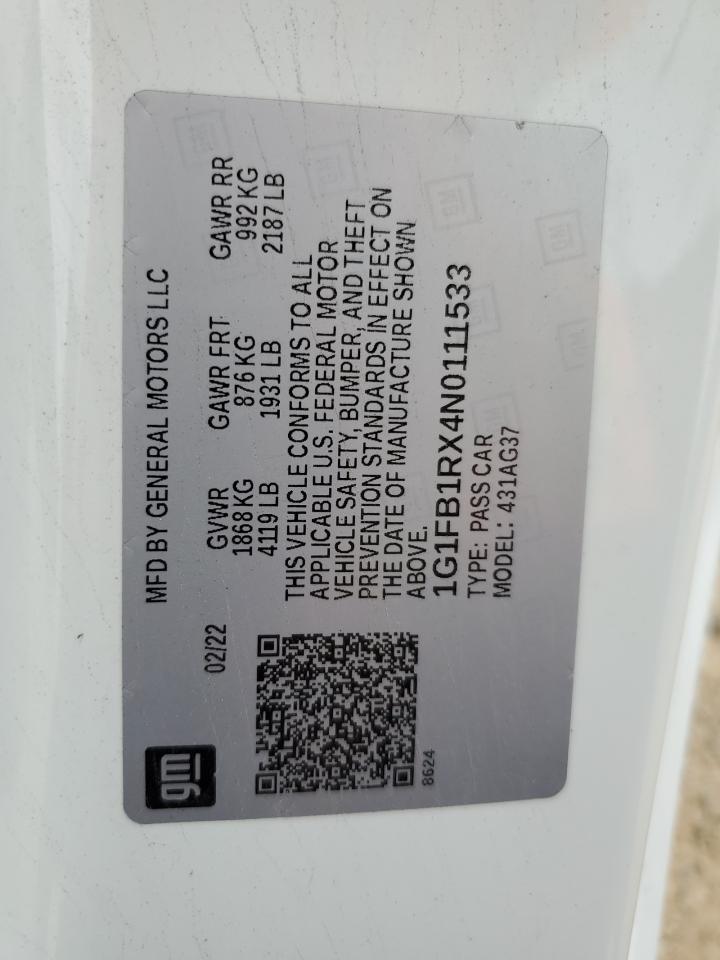 gm
MFD BY GENERAL MOTORS LLC
02/22
GVWR GAWR FRT GAWR RR
1868 KG 876 KG 992 KG
4119 LB 1931 LB 2187 LB
THIS VEHICLE CONFORMS TO ALL
APPLICABLE U.S. FEDERAL MOTOR
VEHICLE SAFETY, BUMPER, AND THEFT
PREVENTION STANDARDS IN EFFECT ON
THE DATE OF MANUFACTURE SHOWN
ABOVE.
1G1FB1RX4N0111533
TYPE: PASS CAR
MODEL: 431AG37
8624